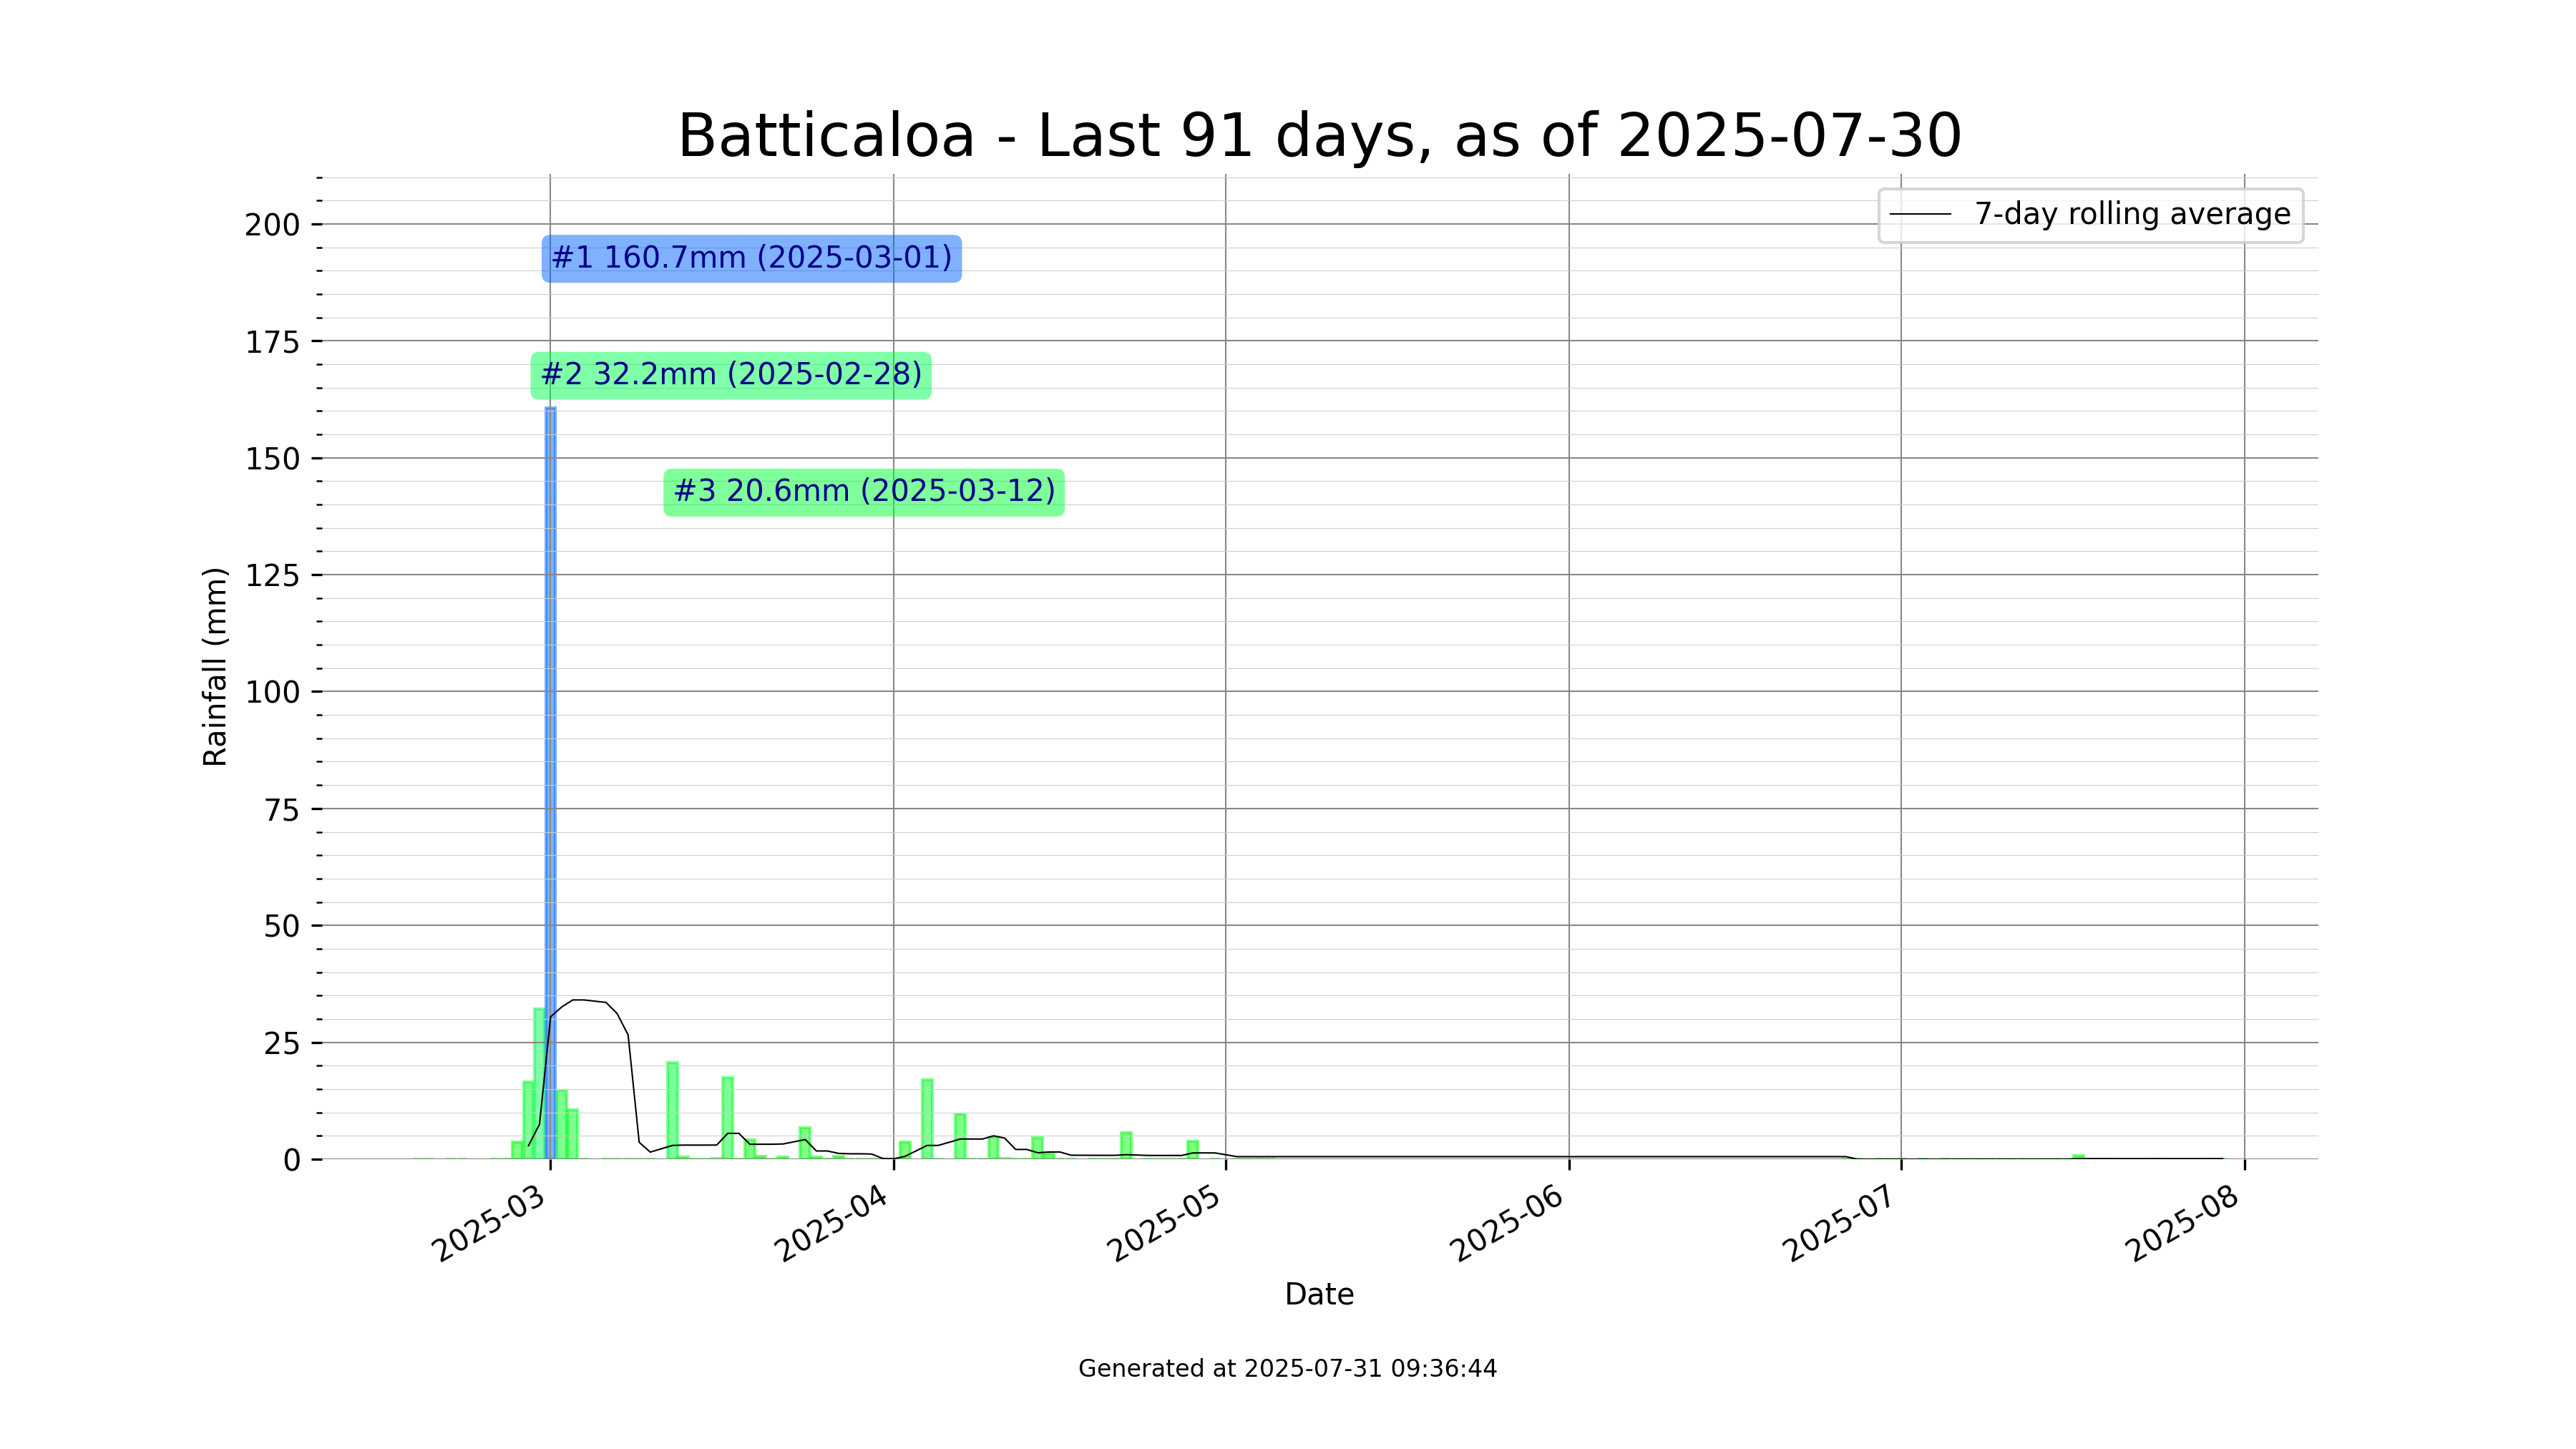 Batticaloa - Last 91 days, as of 2025-07-30
7-day rolling average
#1 160.7mm (2025-03-01)
#2 32.2mm (2025-02-28)
#3 20.6mm (2025-03-12)
Rainfall (mm)
200
175
150
125
100
75
50
25
0
2025-03
2025-04
2025-05
2025-06
2025-07
2025-08
Date
Generated at 2025-07-31 09:36:44